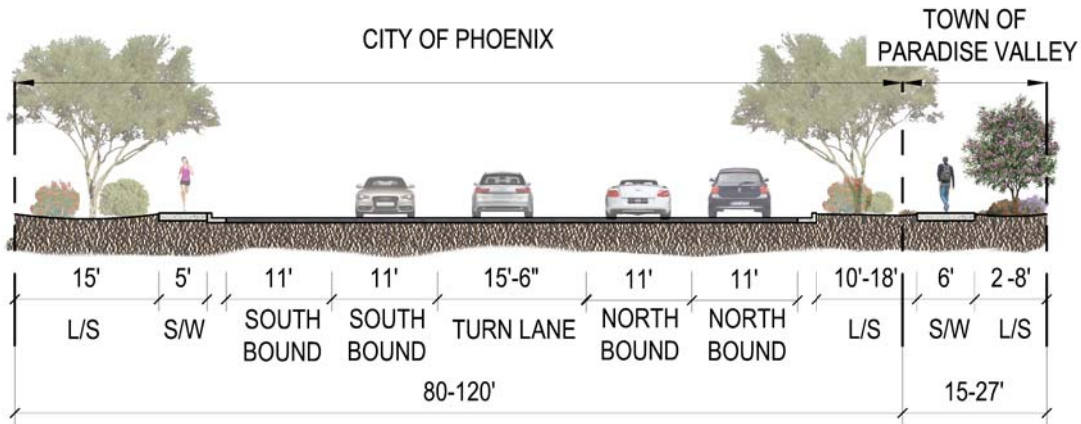 CITY OF PHOENIX
TOWN OF
PARADISE VALLEY
15' 5' 11' 11' 15'-6" 11' 11' 10'-18' 6' 2 -8'
L/S S/W SOUTH BOUND SOUTH BOUND TURN LANE NORTH BOUND NORTH BOUND L/S S/W L/S
80-120' 15-27'